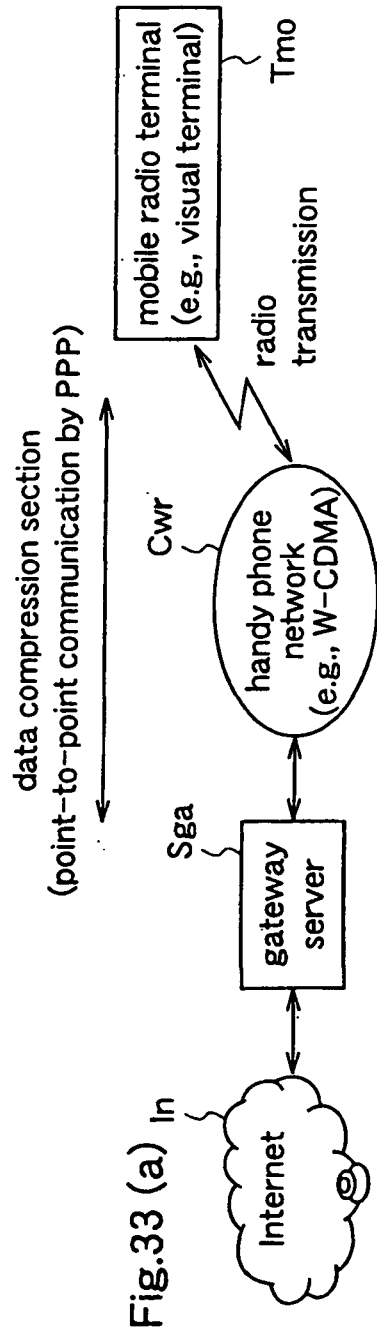 Fig.33 (a)
data compression section
(point-to-point communication by PPP)
In
Internet
Sga
gateway
server
Cwr
handy phone
network
(e.g., W-CDMA)
radio
transmission
mobile radio terminal
(e.g., visual terminal)
Tmo